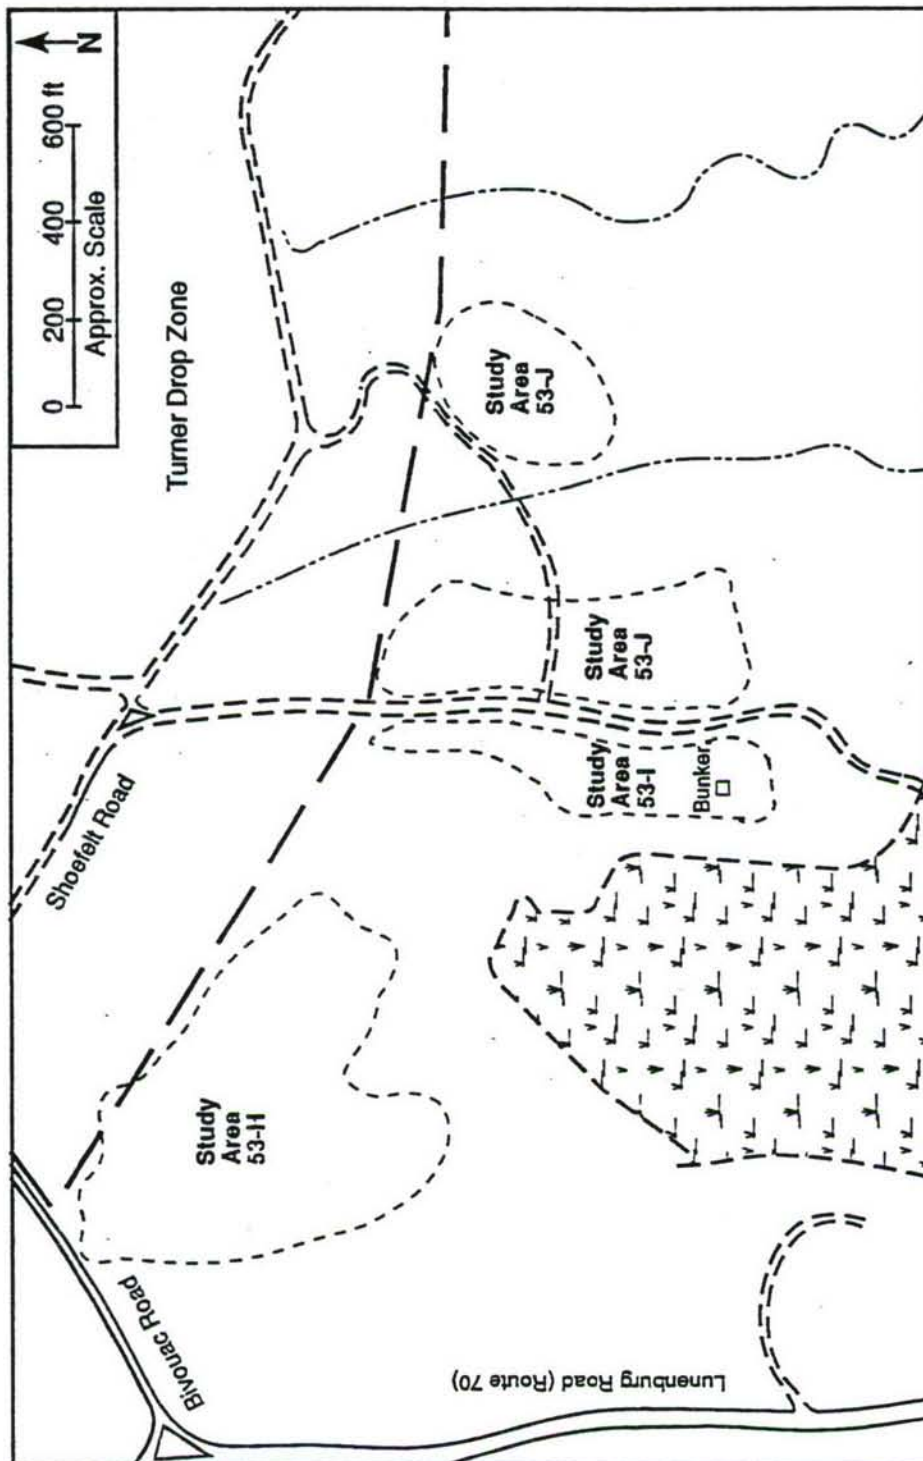 N
0 200 400 600 ft
Approx. Scale
Turner Drop Zone
Shoefelt Road
Study
Area
53-J
Study
Area
53-J
Study
Area
53-I
Bunker
Study
Area
53-H
Bivouac Road
Lunenburg Road (Route 70)